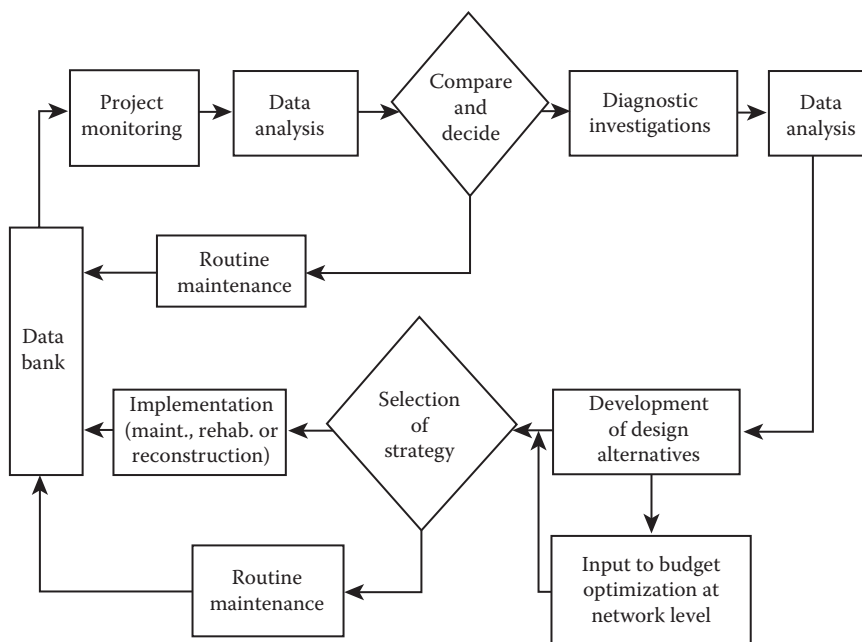 Project
monitoring
Data
analysis
Compare
and
decide
Diagnostic
investigations
Data
analysis
Routine
maintenance
Data
bank
Implementation
(maint., rehab. or
reconstruction)
Selection
of
strategy
Development
of design
alternatives
Routine
maintenance
Input to budget
optimization at
network level